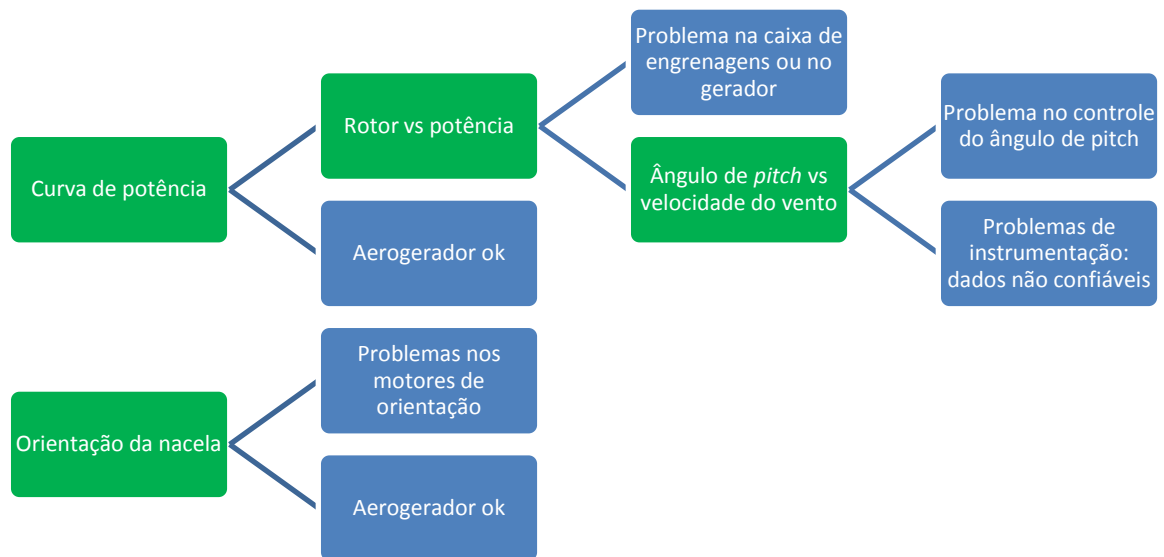 Curva de potência
Rotor vs potência
Aerogerador ok
Problema na caixa de
engrenagens ou no
gerador
Ângulo de pitch vs
velocidade do vento
Problema no controle
do ângulo de pitch
Problemas de
instrumentação:
dados não confiáveis
Orientação da nacela
Problemas nos
motores de
orientação
Aerogerador ok